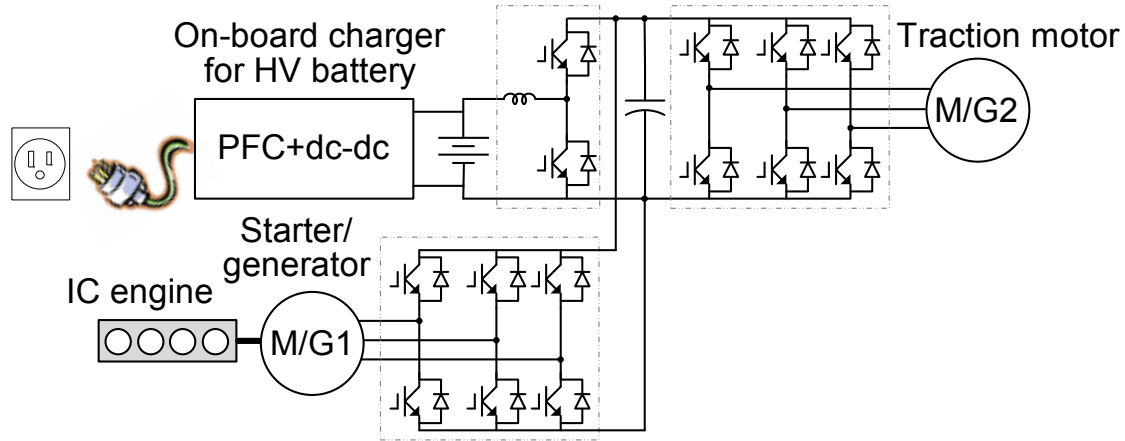 On-board charger
for HV battery
PFC+dc-dc
Traction motor
M/G2
Starter/
generator
IC engine
M/G1